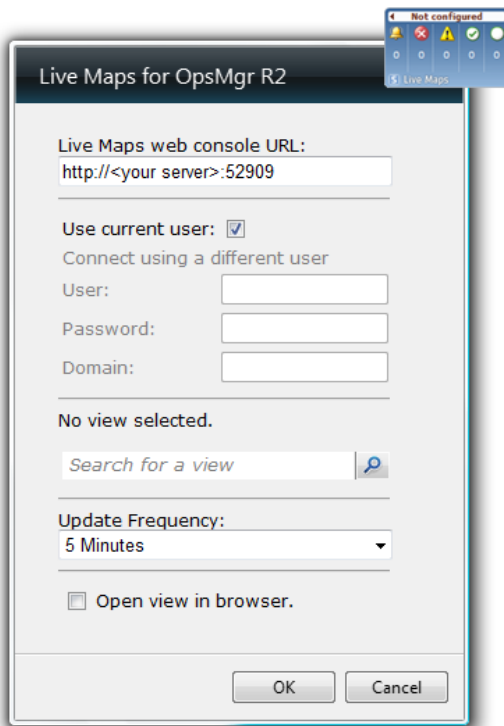 Not configured
0 0 0 0 0
Live Maps
Live Maps for OpsMgr R2
Live Maps web console URL:
http://<your server>:52909
Use current user:
Connect using a different user
User:
Password:
Domain:
No view selected.
Search for a view
Update Frequency:
5 Minutes
Open view in browser.
OK Cancel